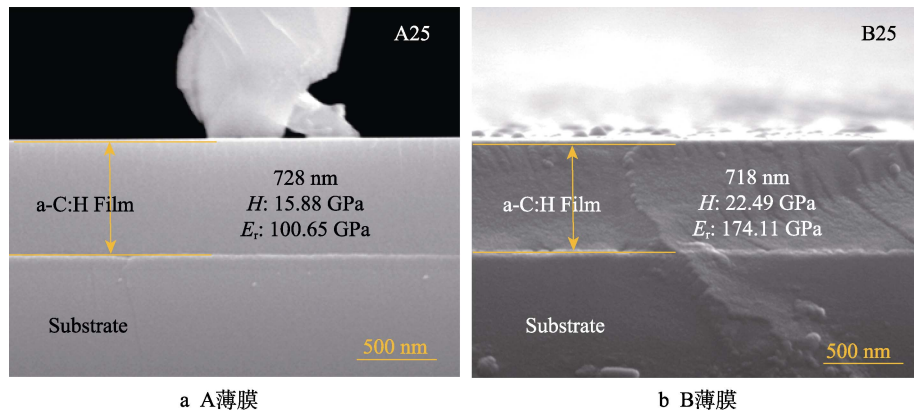 A25
728 nm
a-C:H Film
H: 15.88 GPa
Er: 100.65 GPa
Substrate
500 nm
a A薄膜
B25
718 nm
a-C:H Film
H: 22.49 GPa
Er: 174.11 GPa
Substrate
500 nm
b B薄膜